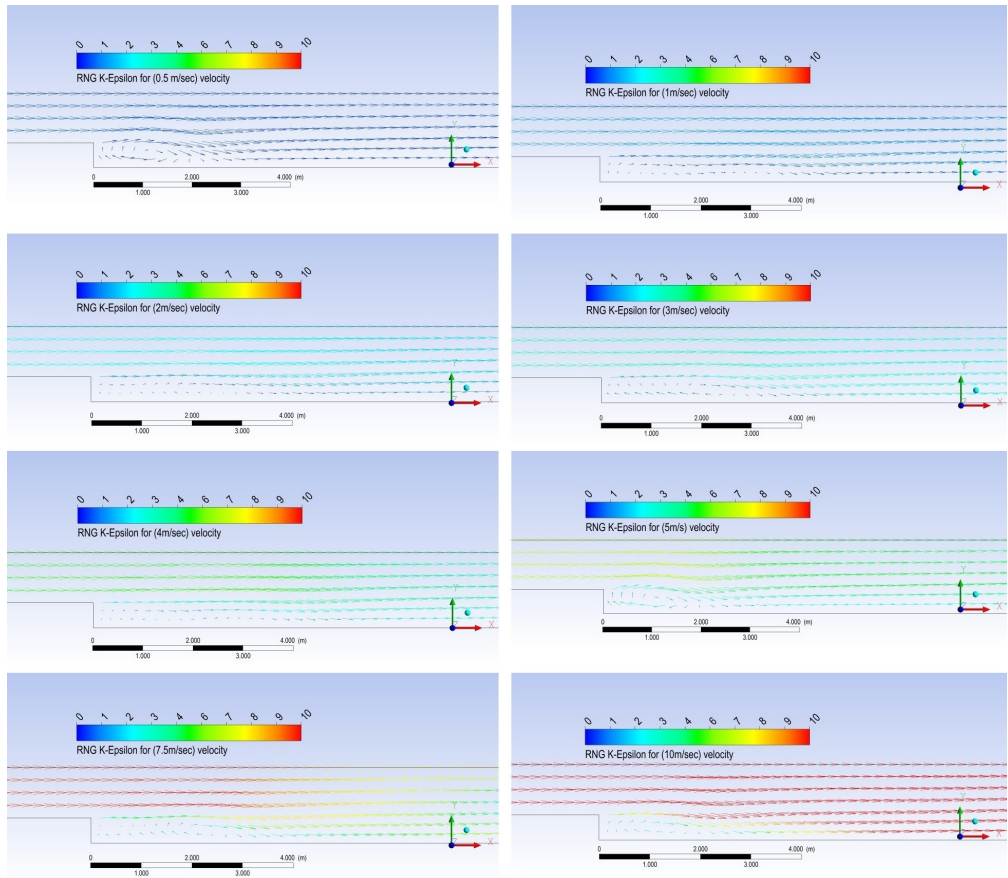 0 1 2 3 4 5 6 7 8 9 10
RNG K-Epsilon for (0.5 m/sec) velocity
Y
X
0 2.000 4.000 (m)
1.000 3.000
0 1 2 3 4 5 6 7 8 9 10
RNG K-Epsilon for (1m/sec) velocity
Y
Z X
0 2.000 4.000 (m)
1.000 3.000
0 1 2 3 4 5 6 7 8 9 10
RNG K-Epsilon for (2m/sec) velocity
Y
Z X
0 2.000 4.000 (m)
1.000 3.000
0 1 2 3 4 5 6 7 8 9 10
RNG K-Epsilon for (3m/sec) velocity
Y
Z X
0 2.000 4.000 (m)
1.000 3.000
0 1 2 3 4 5 6 7 8 9 10
RNG K-Epsilon for (4m/sec) velocity
Y
Z X
0 2.000 4.000 (m)
1.000 3.000
0 1 2 3 4 5 6 7 8 9 10
RNG K-Epsilon for (5m/s) velocity
Y
Z X
0 2.000 4.000 (m)
1.000 3.000
0 1 2 3 4 5 6 7 8 9 10
RNG K-Epsilon for (7.5m/sec) velocity
Y
Z X
0 2.000 4.000 (m)
1.000 3.000
0 1 2 3 4 5 6 7 8 9 10
RNG K-Epsilon for (10m/sec) velocity
Y
Z X
0 2.000 4.000 (m)
1.000 3.000